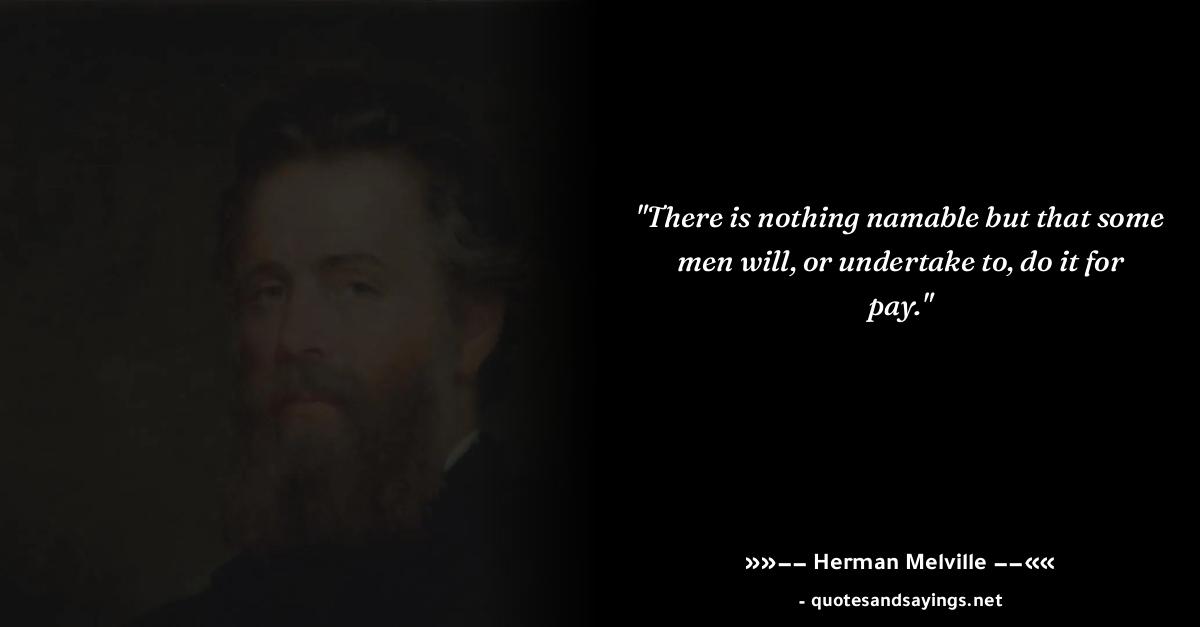 "There is nothing namable but that some
men will, or undertake to, do it for
pay."
»»–– Herman Melville ––««
- quotesandsayings.net